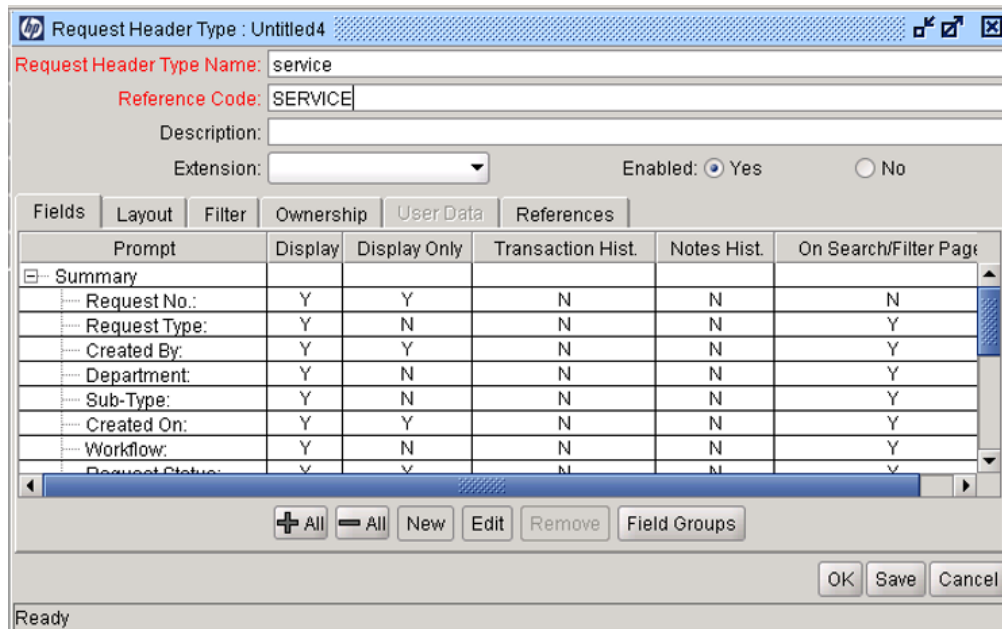 hp Request Header Type : Untitled4
Request Header Type Name: service
Reference Code: SERVICE
Description:
Extension: Enabled: Yes No
Fields Layout Filter Ownership User Data References
Prompt Display Display Only Transaction Hist. Notes Hist. On Search/Filter Page
Summary
Request No.: Y Y N N N
Request Type: Y N N N Y
Created By: Y Y N N Y
Department: Y N N N Y
Sub-Type: Y N N N Y
Created On: Y Y N N Y
Workflow: Y N N N Y
Request Status: Y Y N N Y
All All New Edit Remove Field Groups
OK Save Cancel
Ready